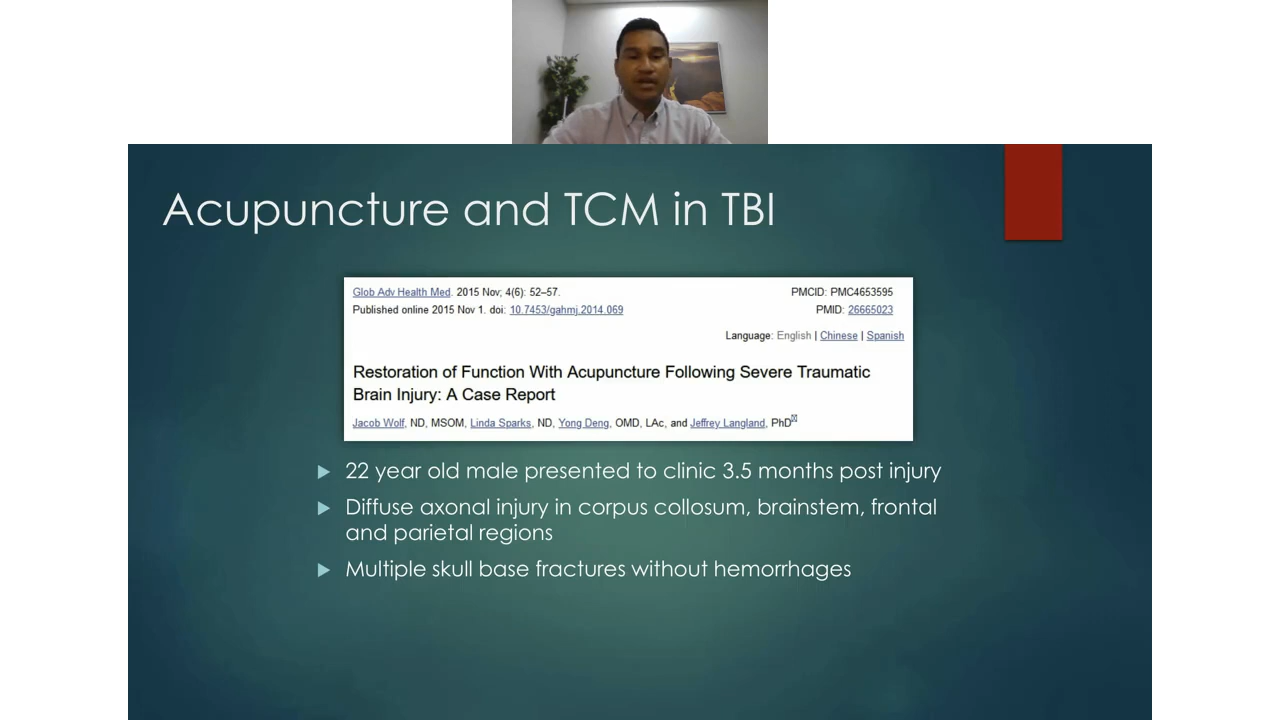 Acupuncture and TCM in TBI
Glob Adv Health Med. 2015 Nov; 4(6): 52–57.
PMCID: PMC4653595
Published online 2015 Nov 1. doi: 10.7453/gahmj.2014.069
PMID: 26665023
Language: English | Chinese | Spanish
Restoration of Function With Acupuncture Following Severe Traumatic
Brain Injury: A Case Report
Jacob Wolf, ND, MSOM, Linda Sparks, ND, Yong Deng, OMD, LAc, and Jeffrey Langland, PhD
22 year old male presented to clinic 3.5 months post injury
Diffuse axonal injury in corpus collosum, brainstem, frontal
and parietal regions
Multiple skull base fractures without hemorrhages